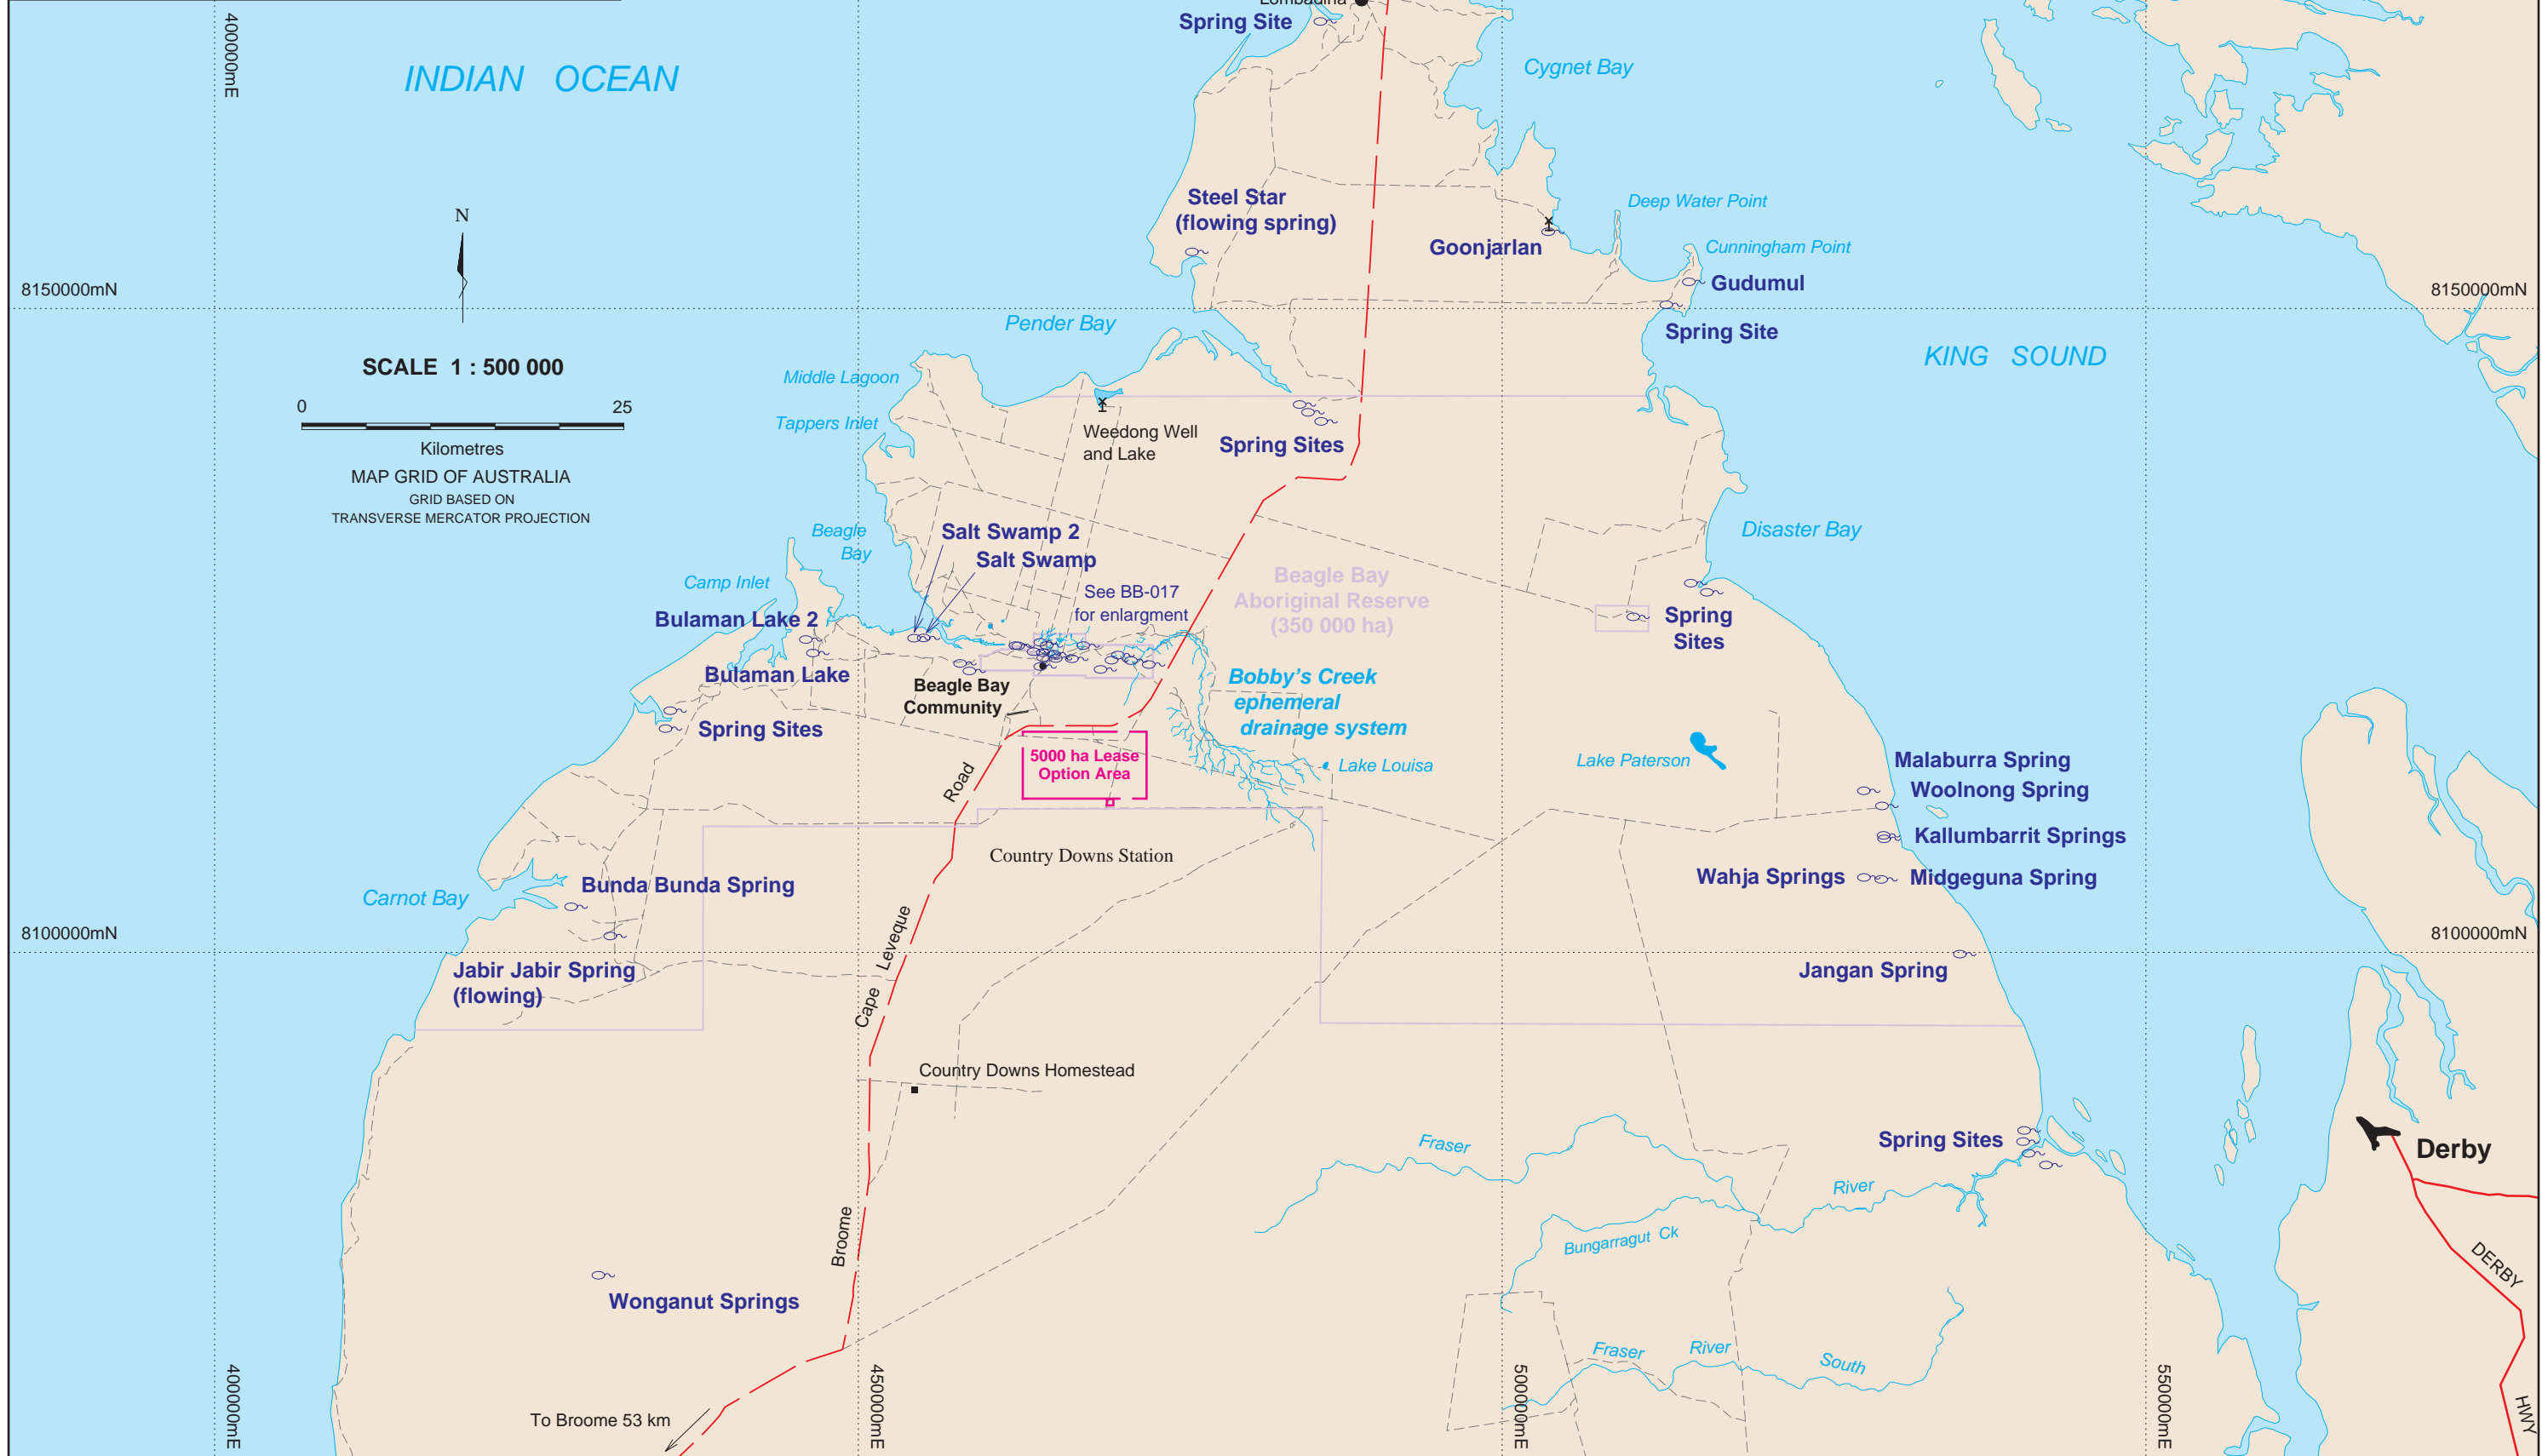 Lombadina
Spring Site
400000mE
INDIAN OCEAN
Cygnet Bay
N
Steel Star
(flowing spring)
Deep Water Point
Goonjarlan
Cunningham Point
Gudumul
8150000mN
8150000mN
Pender Bay
Spring Site
KING SOUND
SCALE 1 : 500 000
0 25
Kilometres
MAP GRID OF AUSTRALIA
GRID BASED ON
TRANSVERSE MERCATOR PROJECTION
Middle Lagoon
Tappers Inlet
Weedong Well
and Lake
Spring Sites
Beagle
Bay
Salt Swamp 2
Salt Swamp
Disaster Bay
Camp Inlet
See BB-017
for enlargment
Beagle Bay
Aboriginal Reserve
(350 000 ha)
Bulaman Lake 2
Spring
Sites
Bulaman Lake
Beagle Bay
Community
Bobby's Creek
ephemeral
drainage system
Spring Sites
5000 ha Lease
Option Area
Lake Louisa
Lake Paterson
Malaburra Spring
Woolnong Spring
Kallumbarrit Springs
Road
Country Downs Station
Wahja Springs
Midgeguna Spring
Carnot Bay
Bunda Bunda Spring
Leveque
8100000mN
8100000mN
Jabir Jabir Spring
(flowing)
Jangan Spring
Cape
Country Downs Homestead
Fraser
Spring Sites
Derby
River
Broome
Bungarragut Ck
DERBY
Wonganut Springs
Fraser
River
South
400000mE
450000mE
500000mE
550000mE
HWY
To Broome 53 km